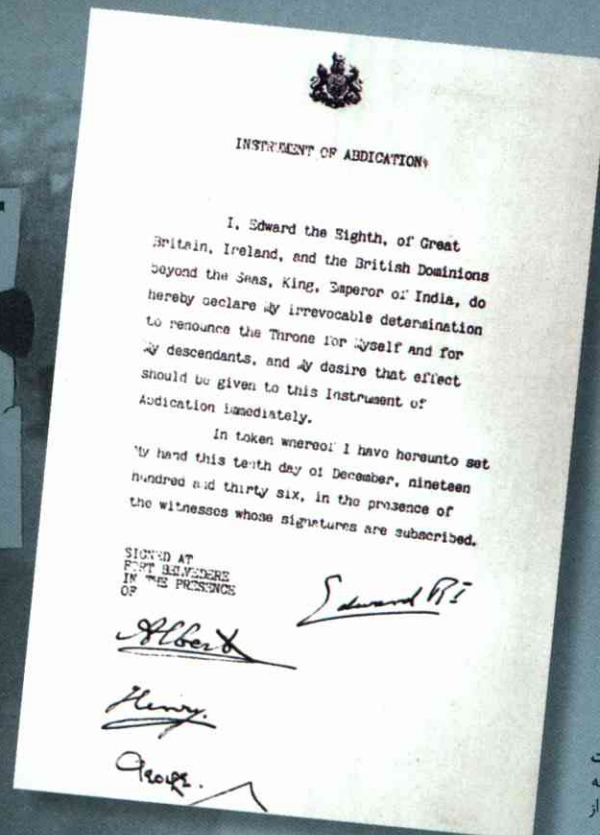 INSTRUMENT OF ABDICATION
I, Edward the Eighth, of Great
Britain, Ireland, and the British Dominions
beyond the Seas, King, Emperor of India, do
hereby declare My irrevocable determination
to renounce the Throne for Myself and for
My descendants, and My desire that effect
should be given to this Instrument of
Abdication immediately.
In token whereof I have hereunto set
My hand this tenth day of December, nineteen
hundred and thirty six, in the presence of
the witnesses whose signatures are subscribed.
SIGNED AT
FORT BELVEDERE
IN THE PRESENCE
OF
Edward RI
Albert
Henry.
George.
از